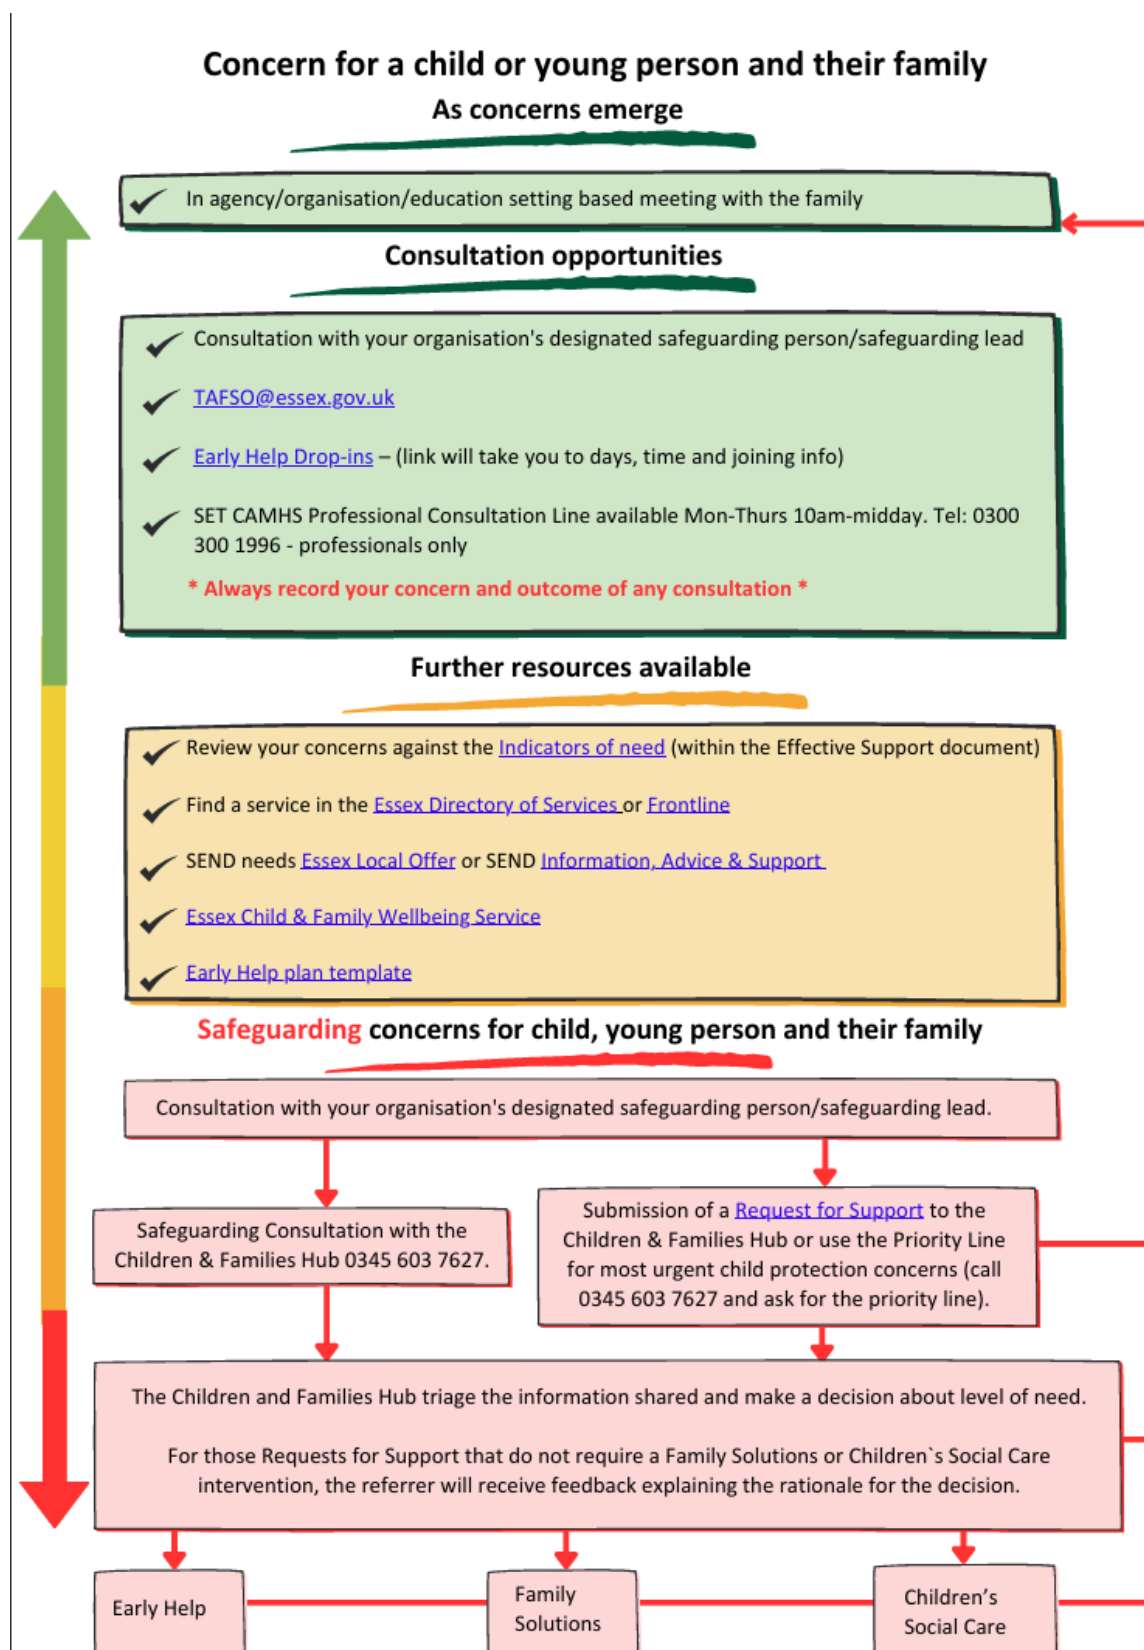 Concern for a child or young person and their family
As concerns emerge
In agency/organisation/education setting based meeting with the family
Consultation opportunities
Consultation with your organisation's designated safeguarding person/safeguarding lead
TAFSO@essex.gov.uk
Early Help Drop-ins – (link will take you to days, time and joining info)
SET CAMHS Professional Consultation Line available Mon-Thurs 10am-midday. Tel: 0300
300 1996 - professionals only
* Always record your concern and outcome of any consultation *
Further resources available
Review your concerns against the Indicators of need (within the Effective Support document)
Find a service in the Essex Directory of Services or Frontline
SEND needs Essex Local Offer or SEND Information, Advice & Support
Essex Child & Family Wellbeing Service
Early Help plan template
Safeguarding concerns for child, young person and their family
Consultation with your organisation's designated safeguarding person/safeguarding lead.
Safeguarding Consultation with the
Children & Families Hub 0345 603 7627.
Submission of a Request for Support to the
Children & Families Hub or use the Priority Line
for most urgent child protection concerns (call
0345 603 7627 and ask for the priority line).
The Children and Families Hub triage the information shared and make a decision about level of need.
For those Requests for Support that do not require a Family Solutions or Children`s Social Care
intervention, the referrer will receive feedback explaining the rationale for the decision.
Early Help
Family
Solutions
Children’s
Social Care